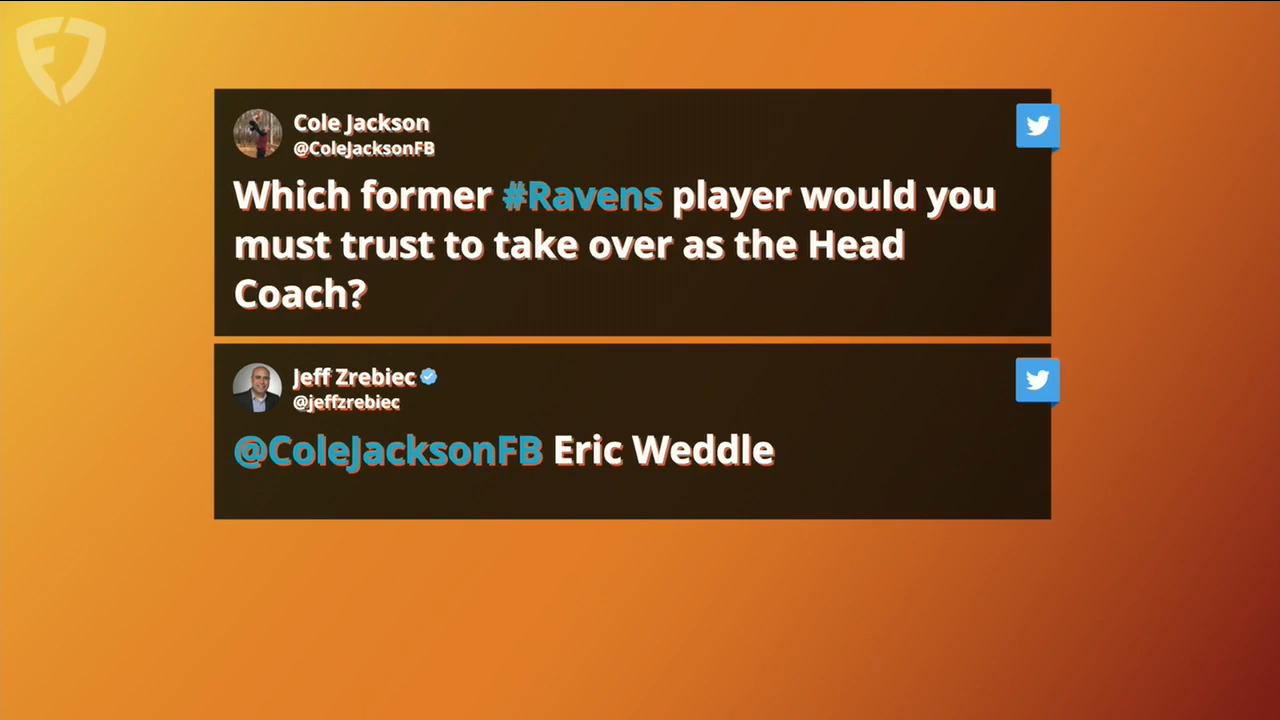 Cole Jackson
@ColeJacksonFB
Which former #Ravens player would you
must trust to take over as the Head
Coach?
Jeff Zrebiec
@jeffzrebiec
@ColeJacksonFB Eric Weddle